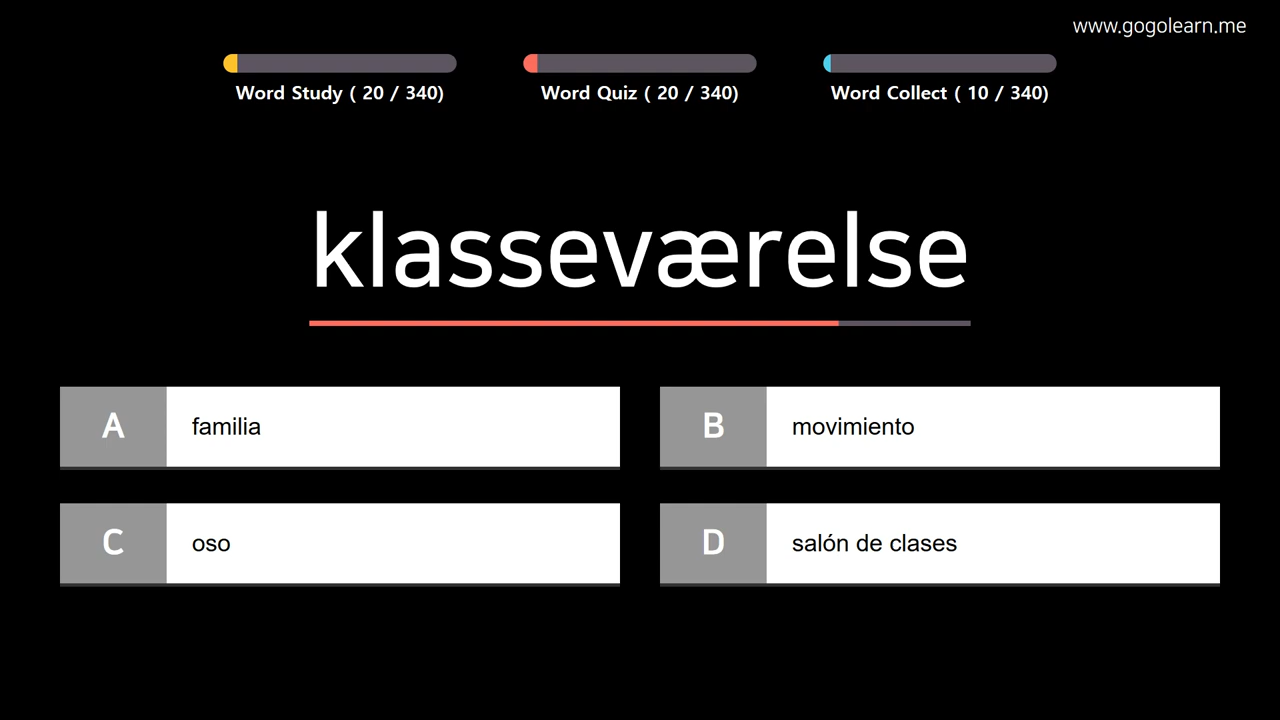 www.gogolearn.me
Word Study ( 20 / 340)
Word Quiz ( 20 / 340)
Word Collect ( 10 / 340)
klasseværelse
A familia
B movimiento
C oso
D salón de clases